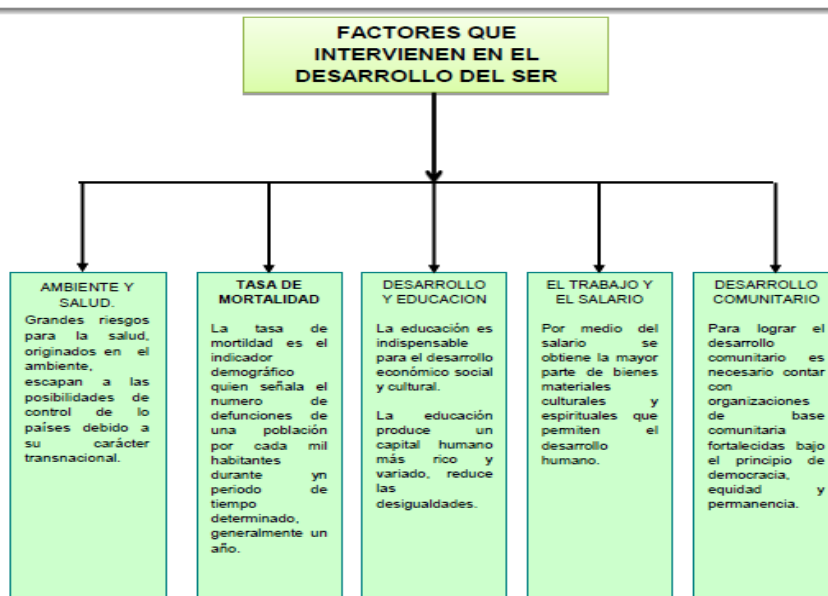 FACTORES QUE
INTERVIENEN EN EL
DESARROLLO DEL SER
AMBIENTE Y
SALUD.
Grandes riesgos
para la salud,
originados en el
ambiente,
escapan a las
posibilidades de
control de lo
países debido a
su carácter
transnacional.
TASA DE
MORTALIDAD
La tasa de
mortildad es el
indicador
demográfico
quien señala el
numero de
defunciones de
una población
por cada mil
habitantes
durante yn
periodo de
tiempo
determinado,
generalmente un
año.
DESARROLLO
Y EDUCACION
La educación es
indispensable
para el desarrollo
económico social
y cultural.
La educación
produce un
capital humano
más rico y
variado, reduce
las
desigualdades.
EL TRABAJO Y
EL SALARIO
Por medio del
salario se
obtiene la mayor
parte de bienes
materiales
culturales y
espirituales que
permiten el
desarrollo
humano.
DESARROLLO
COMUNITARIO
Para lograr el
desarrollo
comunitario es
necesario contar
con
organizaciones
de base
comunitaria
fortalecidas bajo
el principio de
democracia,
equidad y
permanencia.